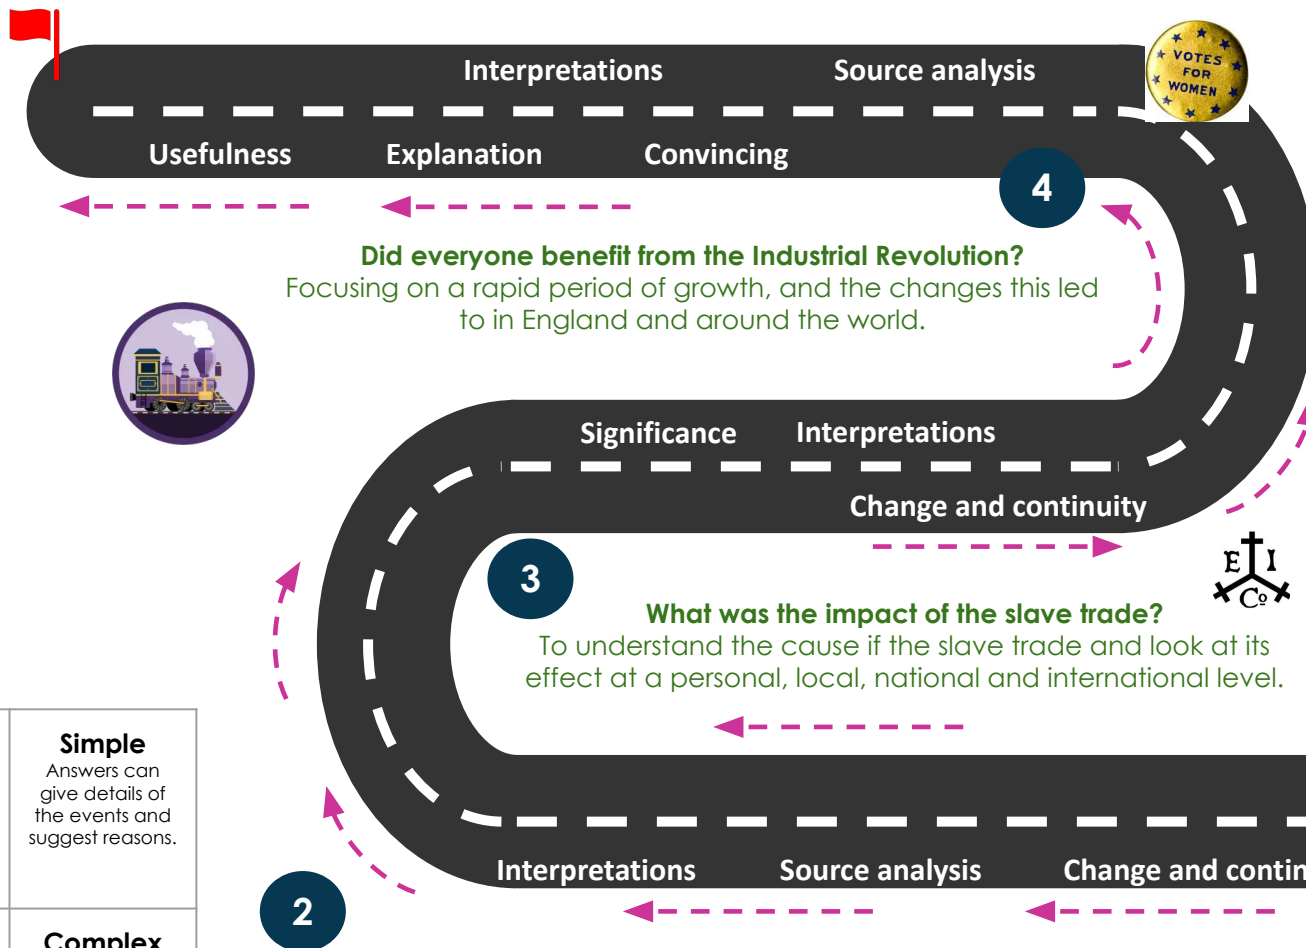 Interpretations Source analysis
VOTES
FOR
WOMEN
Usefulness Explanation Convincing
4
Did everyone benefit from the Industrial Revolution?
Focusing on a rapid period of growth, and the changes this led
to in England and around the world.
Significance Interpretations
Change and continuity
3
E I
Co
What was the impact of the slave trade?
To understand the cause if the slave trade and look at its
effect at a personal, local, national and international level.
Simple
Answers can
give details of
the events and
suggest reasons.
Interpretations Source analysis Change and contin
2
Complex